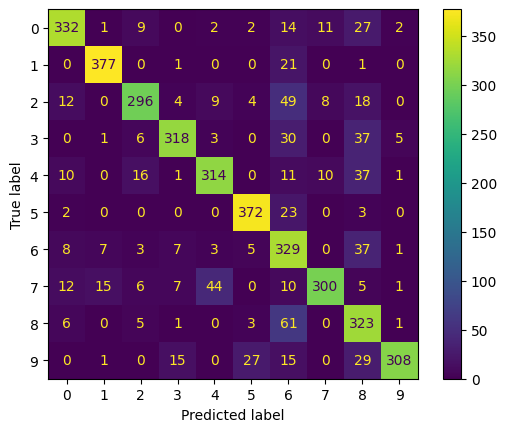 0 332 1 9 0 2 2 14 11 27 2
1 0 377 0 1 0 0 21 0 1 0
2 12 0 296 4 9 4 49 8 18 0
3 0 1 6 318 3 0 30 0 37 5
4 10 0 16 1 314 0 11 10 37 1
5 2 0 0 0 0 372 23 0 3 0
6 8 7 3 7 3 5 329 0 37 1
7 12 15 6 7 44 0 10 300 5 1
8 6 0 5 1 0 3 61 0 323 1
9 0 1 0 15 0 27 15 0 29 308
0 1 2 3 4 5 6 7 8 9
Predicted label
True label
350
300
250
200
150
100
50
0